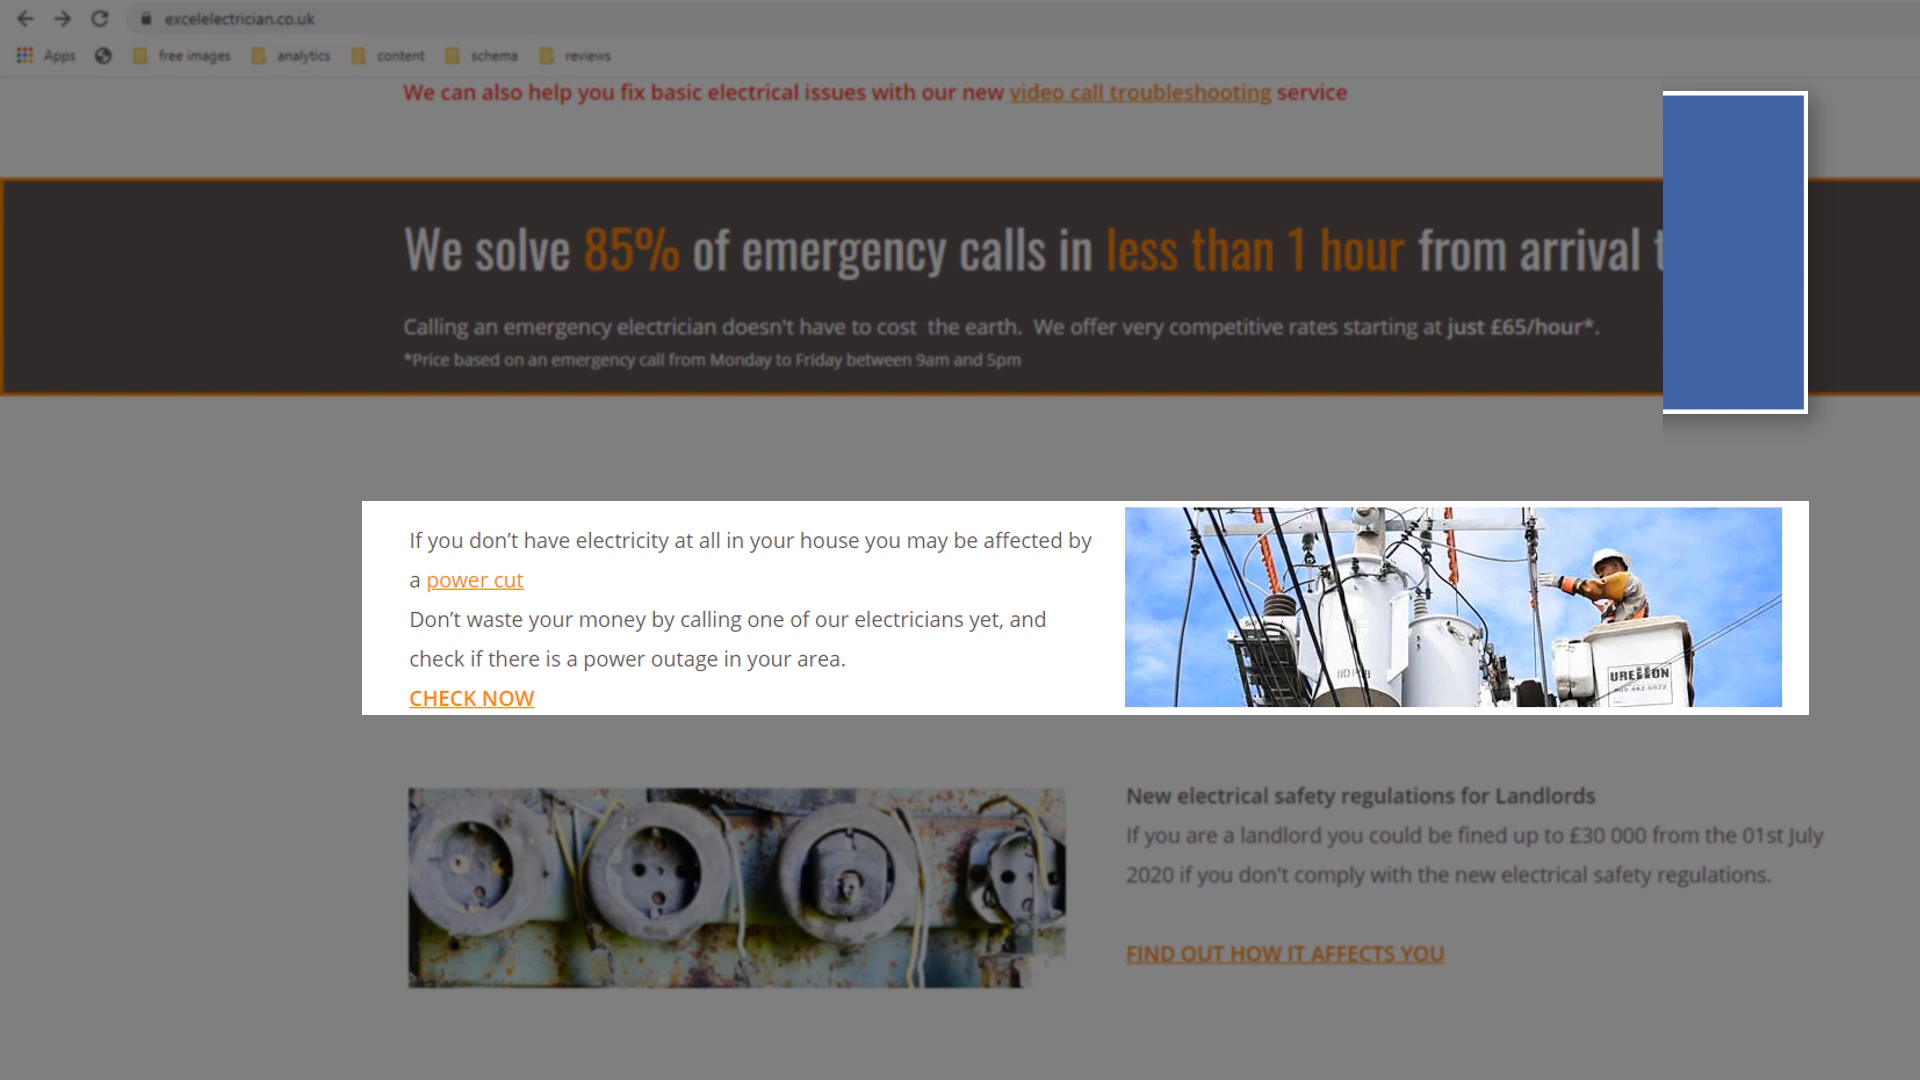 excelelectrician.co.uk
Apps free images analytics content schema reviews
We can also help you fix basic electrical issues with our new video call troubleshooting service
We solve 85% of emergency calls in less than 1 hour from arrival t
Calling an emergency electrician doesn't have to cost the earth. We offer very competitive rates starting at just £65/hour*.
*Price based on an emergency call from Monday to Friday between 9am and 5pm
If you don’t have electricity at all in your house you may be affected by
a power cut
Don’t waste your money by calling one of our electricians yet, and
check if there is a power outage in your area.
CHECK NOW
New electrical safety regulations for Landlords
If you are a landlord you could be fined up to £30 000 from the 01st July
2020 if you don't comply with the new electrical safety regulations.
FIND OUT HOW IT AFFECTS YOU